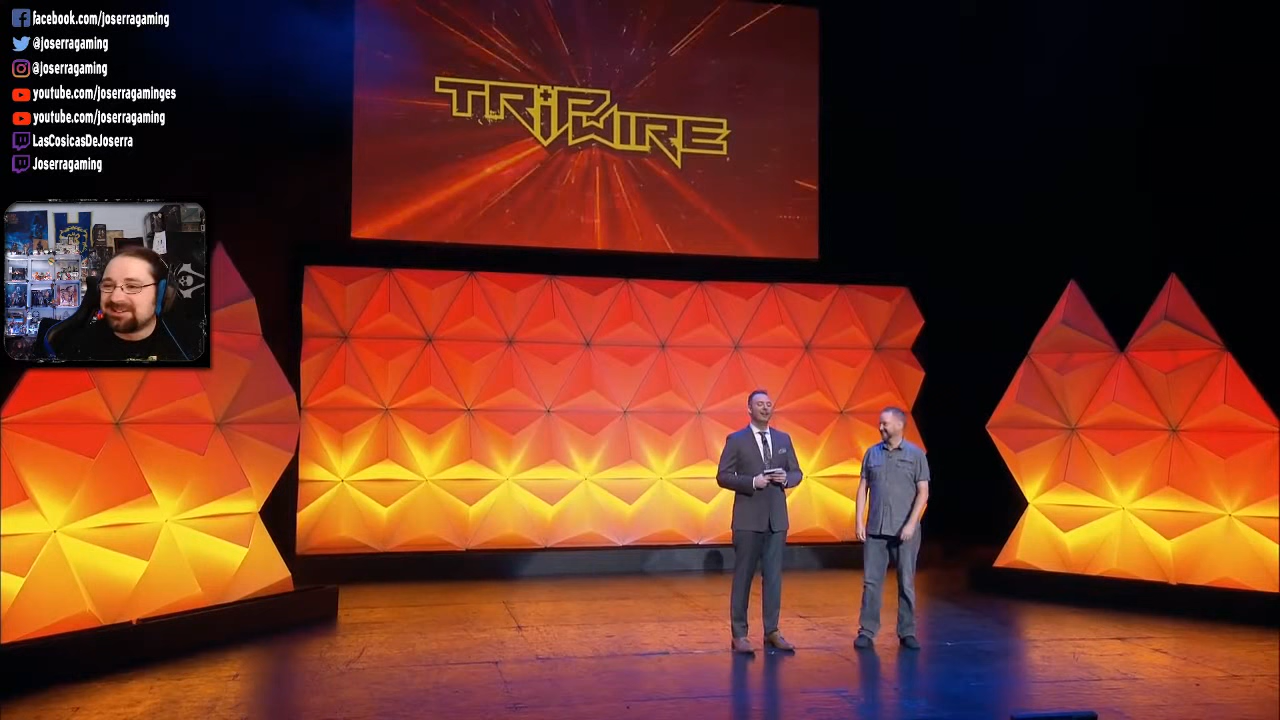 facebook.com/joserragaming
@joserragaming
@joserragaming
youtube.com/joserragaminges
youtube.com/joserragaming
LasCosicasDeJoserra
Joserragaming
TRIPWIRE